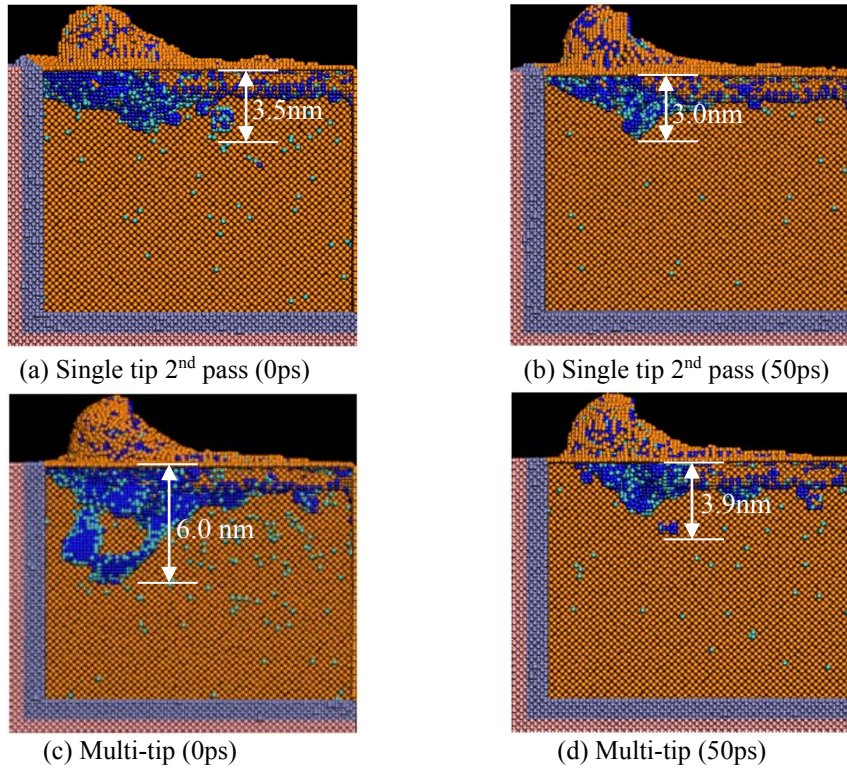 3.5nm
3.0nm
(a) Single tip 2nd pass (0ps)
(b) Single tip 2nd pass (50ps)
6.0 nm
3.9nm
(c) Multi-tip (0ps)
(d) Multi-tip (50ps)